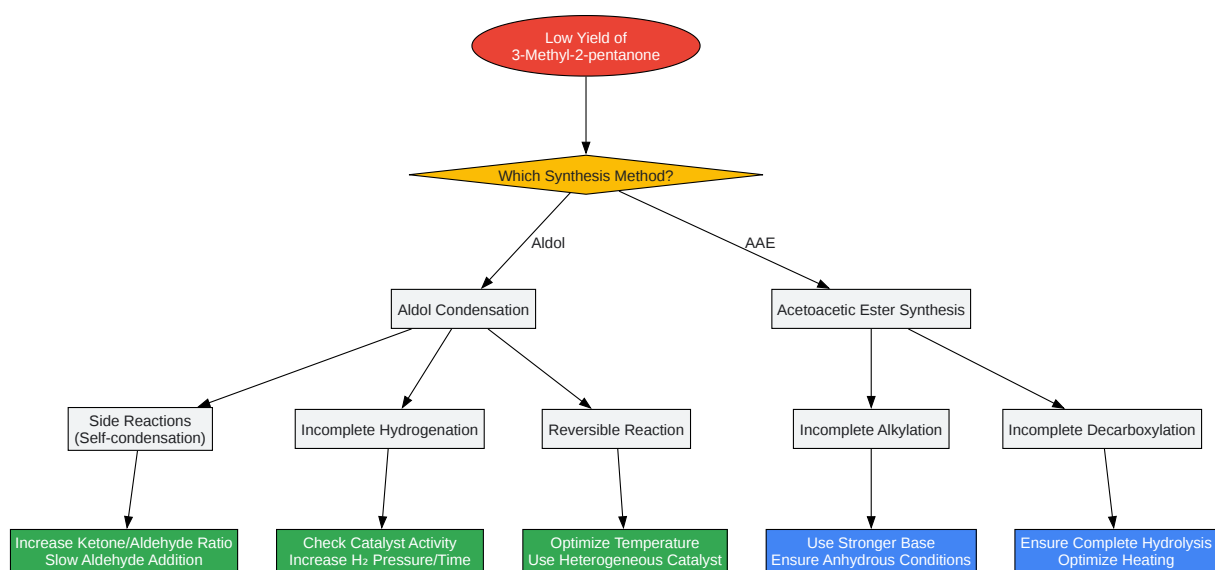 Low Yield of
3-Methyl-2-pentanone
Which Synthesis Method?
Aldol
AAE
Aldol Condensation
Acetoacetic Ester Synthesis
Side Reactions
(Self-condensation)
Incomplete Hydrogenation
Reversible Reaction
Incomplete Alkylation
Incomplete Decarboxylation
Increase Ketone/Aldehyde Ratio
Slow Aldehyde Addition
Check Catalyst Activity
Increase H₂ Pressure/Time
Optimize Temperature
Use Heterogeneous Catalyst
Use Stronger Base
Ensure Anhydrous Conditions
Ensure Complete Hydrolysis
Optimize Heating